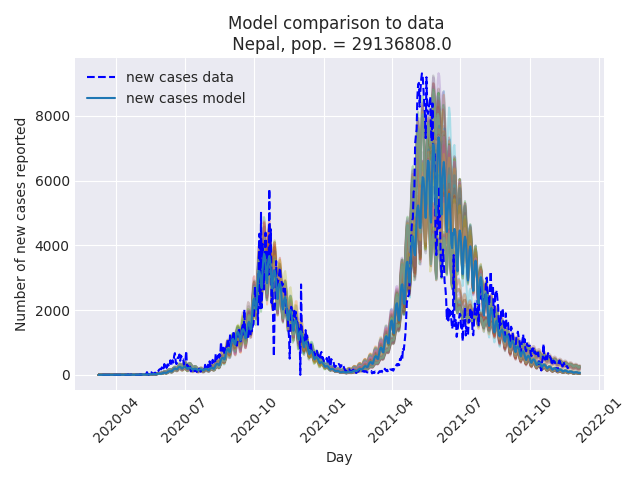 Model comparison to data
Nepal, pop. = 29136808.0
new cases data
new cases model
Number of new cases reported
8000
6000
4000
2000
0
2020-04
2020-07
2020-10
2021-01
2021-04
2021-07
2021-10
2022-01
Day